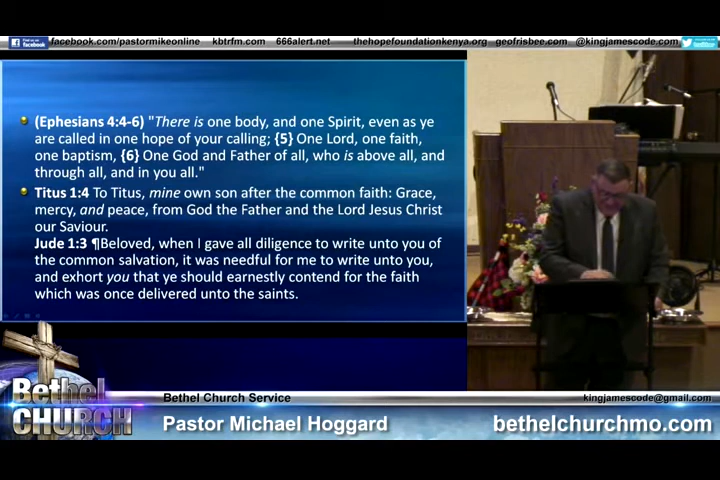 Find us on facebook
facebook.com/pastormikeonline kbtrfm.com 666alert.net thehopefoundationkenya.org geofrisbee.com @kingjamescode.com twitter
(Ephesians 4:4-6) "There is one body, and one Spirit, even as ye
are called in one hope of your calling; {5} One Lord, one faith,
one baptism, {6} One God and Father of all, who is above all, and
through all, and in you all."
Titus 1:4 To Titus, mine own son after the common faith: Grace,
mercy, and peace, from God the Father and the Lord Jesus Christ
our Saviour.
Jude 1:3 ¶Beloved, when I gave all diligence to write unto you of
the common salvation, it was needful for me to write unto you,
and exhort you that ye should earnestly contend for the faith
which was once delivered unto the saints.
Bethel
CHURCH
Bethel Church Service kingjamescode@gmail.com
Pastor Michael Hoggard bethelchurchmo.com